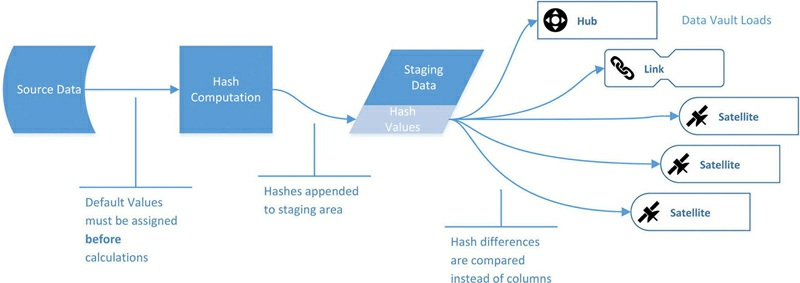 Source Data
Hash
Computation
Staging
Data
Hash
Values
Hub
Data Vault Loads
Link
Satellite
Satellite
Satellite
Default Values
must be assigned
before
calculations
Hashes appended
to staging area
Hash differences
are compared
instead of columns